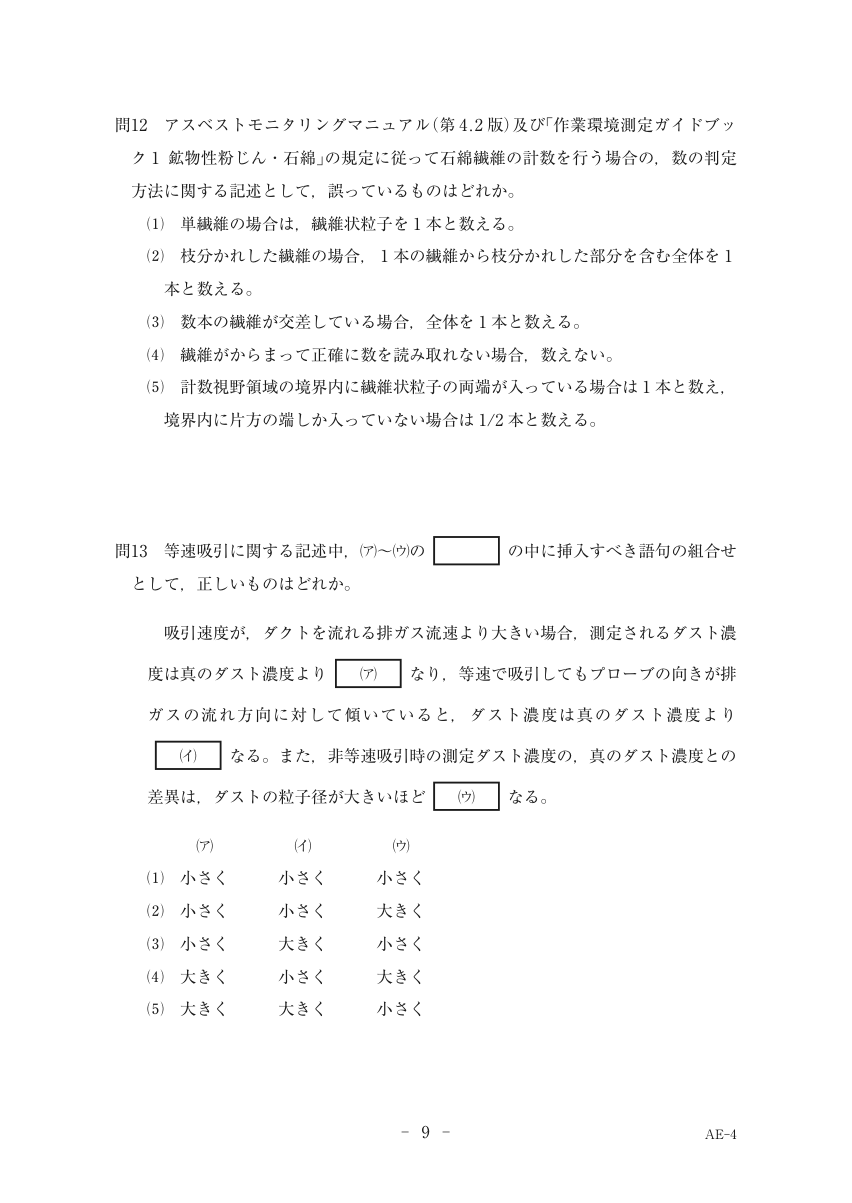 問12 アスベストモニタリングマニュアル(第 4.2 版)及び「作業環境測定ガイドブッ
ク 1 鉱物性粉じん・石綿」の規定に従って石綿繊維の計数を行う場合の，数の判定
方法に関する記述として，誤っているものはどれか。
⑴ 単繊維の場合は，繊維状粒子を 1 本と数える。
⑵ 枝分かれした繊維の場合，1 本の繊維から枝分かれした部分を含む全体を 1
本と数える。
⑶ 数本の繊維が交差している場合，全体を 1 本と数える。
⑷ 繊維がからまって正確に数を読み取れない場合，数えない。
⑸ 計数視野領域の境界内に繊維状粒子の両端が入っている場合は 1 本と数え，
境界内に片方の端しか入っていない場合は 1/2 本と数える。
問13 等速吸引に関する記述中，㈎〜㈒の の中に挿入すべき語句の組合せ
として，正しいものはどれか。
吸引速度が，ダクトを流れる排ガス流速より大きい場合，測定されるダスト濃
度は真のダスト濃度より (ア) なり，等速で吸引してもプローブの向きが排
ガスの流れ方向に対して傾いていると，ダスト濃度は真のダスト濃度より
(イ) なる。また，非等速吸引時の測定ダスト濃度の，真のダスト濃度との
差異は，ダストの粒子径が大きいほど (ウ) なる。
(ア) (イ) (ウ)
⑴ 小さく 小さく 小さく
⑵ 小さく 小さく 大きく
⑶ 小さく 大きく 小さく
⑷ 大きく 小さく 大きく
⑸ 大きく 大きく 小さく
- 9 -
AE-4